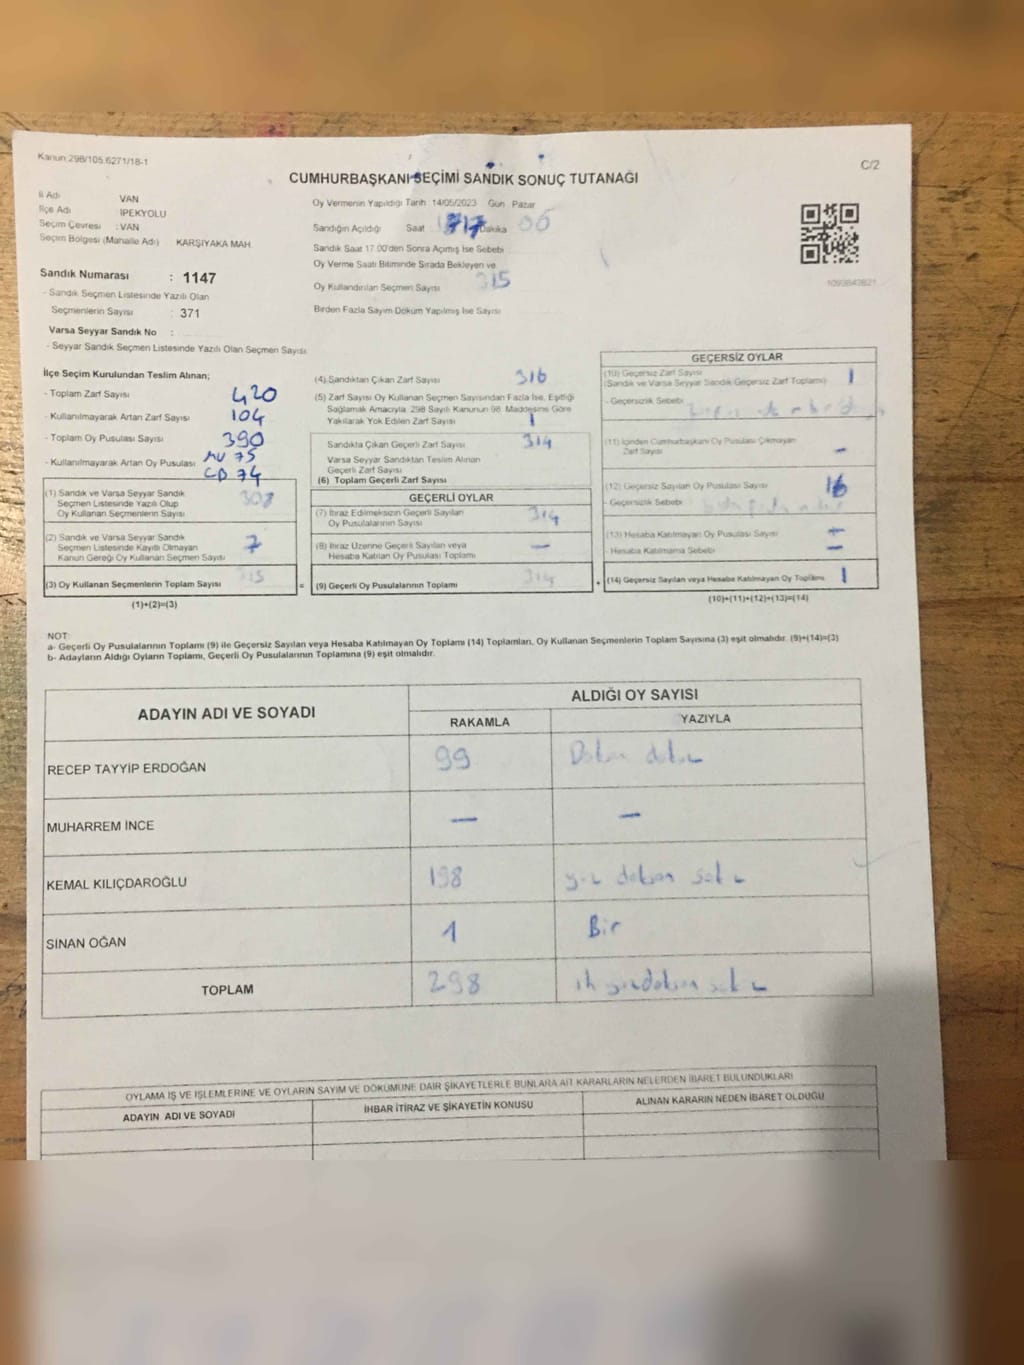 Kanun:298/105.6271/18-1
C/2
CUMHURBAŞKANI SEÇİMİ SANDIK SONUÇ TUTANAĞI
İl Adı VAN
İlçe Adı İPEKYOLU
Seçim Çevresi : VAN
Seçim Bölgesi (Mahalle Adı) KARŞIYAKA MAH.
Sandık Numarası : 1147
- Sandık Seçmen Listesinde Yazılı Olan
Seçmenlerin Sayısı : 371
Varsa Seyyar Sandık No :
- Seyyar Sandık Seçmen Listesinde Yazılı Olan Seçmen Sayısı:
Oy Vermenin Yapıldığı Tarih 14/05/2023 Gün Pazar
Sandığın Açıldığı Saat 17 Dakika 06
Sandık Saat 17.00'den Sonra Açılmış İse Sebebi
Oy Verme Saati Bitiminde Sırada Bekleyen ve
Oy Kullandırılan Seçmen Sayısı 315
Birden Fazla Sayım Döküm Yapılmış İse Sayısı
1093843821
İlçe Seçim Kurulundan Teslim Alınan;
- Toplam Zarf Sayısı 420
- Kullanılmayarak Artan Zarf Sayısı 104
- Toplam Oy Pusulası Sayısı 390
- Kullanılmayarak Artan Oy Pusulası MV 75
CB 74
(1) Sandık ve Varsa Seyyar Sandık
Seçmen Listesinde Yazılı Olup
Oy Kullanan Seçmenlerin Sayısı 308
(2) Sandık ve Varsa Seyyar Sandık
Seçmen Listesinde Kayıtlı Olmayan
Kanun Gereği Oy Kullanan Seçmen Sayısı 7
(3) Oy Kullanan Seçmenlerin Toplam Sayısı 315 =
(1)+(2)=(3)
(4) Sandıktan Çıkan Zarf Sayısı 316
(5) Zarf Sayısı Oy Kullanan Seçmen Sayısından Fazla İse, Eşitliği
Sağlamak Amacıyla, 298 Sayılı Kanunun 98. Maddesine Göre
Yakılarak Yok Edilen Zarf Sayısı 1
Sandıkta Çıkan Geçerli Zarf Sayısı 314
Varsa Seyyar Sandıktan Teslim Alınan
Geçerli Zarf Sayısı
(6) Toplam Geçerli Zarf Sayısı
GEÇERLİ OYLAR
(7) İtiraz Edilmeksizin Geçerli Sayılan
Oy Pusulalarının Sayısı 314
(8) İtiraz Üzerine Geçerli Sayılan veya
Hesaba Katılan Oy Pusulası Toplamı —
(9) Geçerli Oy Pusulalarının Toplamı 314 +
GEÇERSİZ OYLAR
(10) Geçersiz Zarf Sayısı 1
(Sandık ve Varsa Seyyar Sandık Geçersiz Zarf Toplamı)
- Geçersizlik Sebebi
(11) İçinden Cumhurbaşkanı Oy Pusulası Çıkmayan
Zarf Sayısı —
(12) Geçersiz Sayılan Oy Pusulası Sayısı 16
- Geçersizlik Sebebi
(13) Hesaba Katılmayan Oy Pusulası Sayısı —
- Hesaba Katılmama Sebebi —
(14) Geçersiz Sayılan veya Hesaba Katılmayan Oy Toplamı 1
(10)+(11)+(12)+(13)=(14)
NOT:
a- Geçerli Oy Pusulalarının Toplamı (9) ile Geçersiz Sayılan veya Hesaba Katılmayan Oy Toplamı (14) Toplamları, Oy Kullanan Seçmenlerin Toplam Sayısına (3) eşit olmalıdır. (9)+(14)=(3)
b- Adayların Aldığı Oyların Toplamı, Geçerli Oy Pusulalarının Toplamına (9) eşit olmalıdır.
ADAYIN ADI VE SOYADI
ALDIĞI OY SAYISI
RAKAMLA YAZIYLA
RECEP TAYYİP ERDOĞAN 99 Doksan dokuz
MUHARREM İNCE — —
KEMAL KILIÇDAROĞLU 198 yüz doksan sekiz
SİNAN OĞAN 1 Bir
TOPLAM 298 iki yüzdoksan sekiz
OYLAMA İŞ VE İŞLEMLERİNE VE OYLARIN SAYIM VE DÖKÜMÜNE DAİR ŞİKAYETLERLE BUNLARA AİT KARARLARIN NELERDEN İBARET BULUNDUKLARI
ADAYIN ADI VE SOYADI İHBAR İTİRAZ VE ŞİKAYETİN KONUSU ALINAN KARARIN NEDEN İBARET OLDUĞU